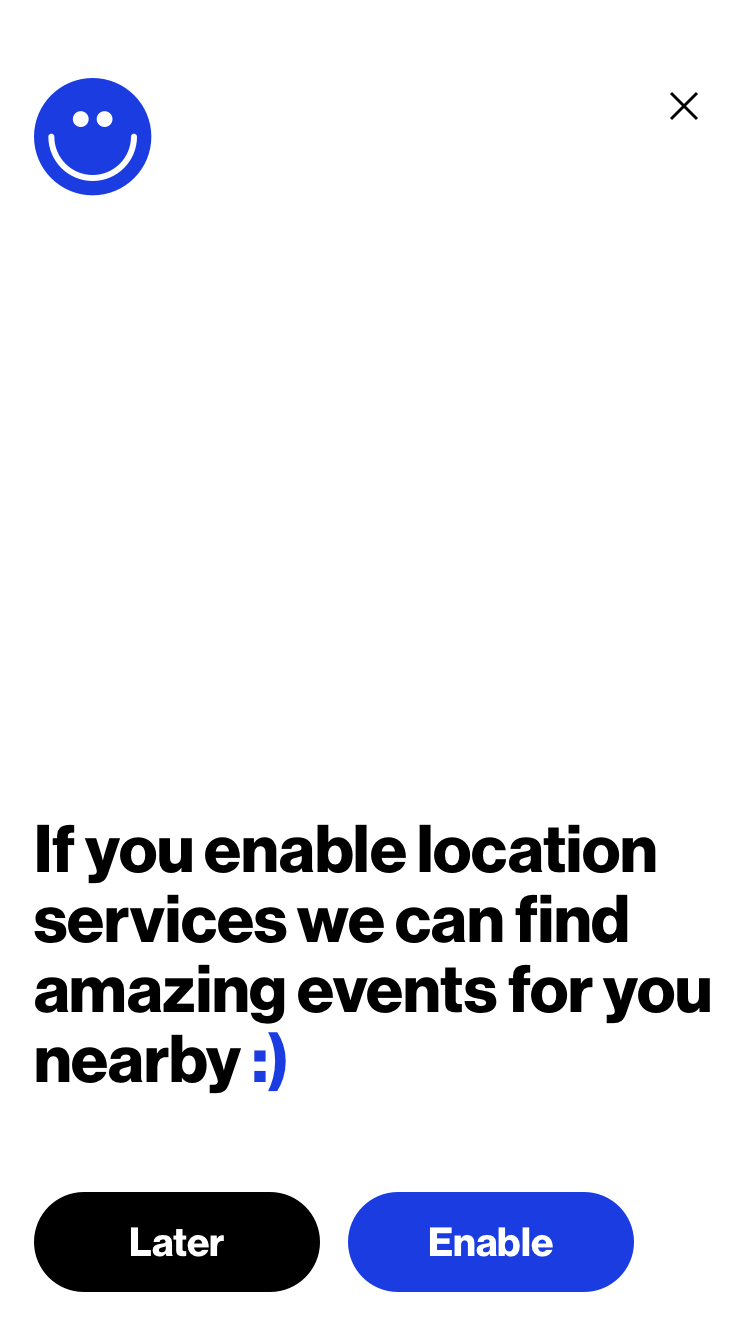 If you enable location
services we can find
amazing events for you
nearby :)
Later
Enable